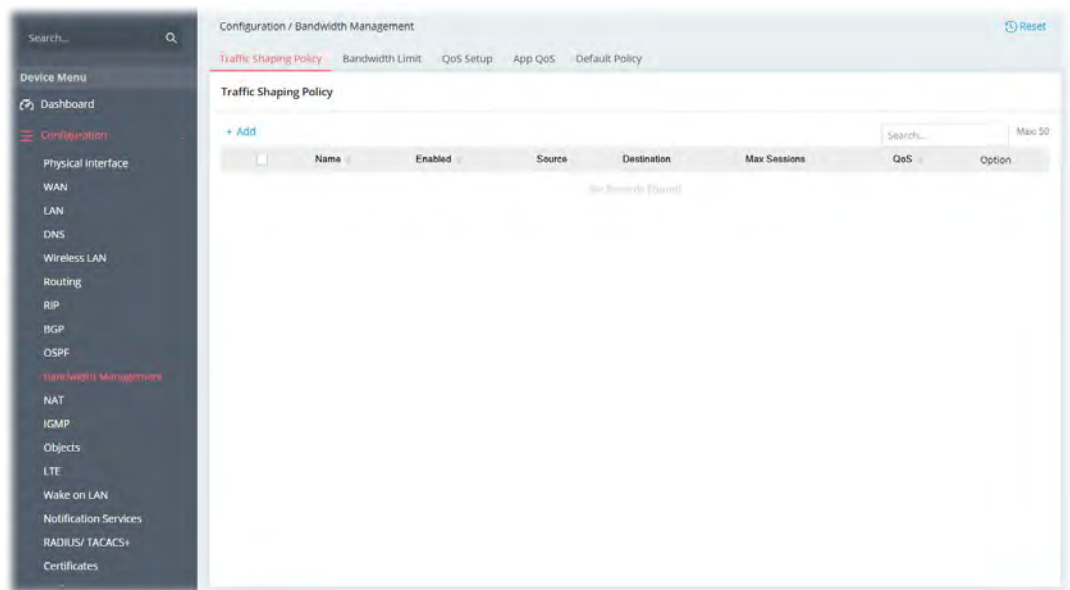 Search...
Device Menu
Dashboard
Configuration
Physical Interface
WAN
LAN
DNS
Wireless LAN
Routing
RIP
BGP
OSPF
Bandwidth Management
NAT
IGMP
Objects
LTE
Wake on LAN
Notification Services
RADIUS/ TACACS+
Certificates
Configuration / Bandwidth Management
Reset
Traffic Shaping Policy Bandwidth Limit QoS Setup App QoS Default Policy
Traffic Shaping Policy
+ Add Search... Max: 50
Name Enabled Source Destination Max Sessions QoS Option
No Records Found!